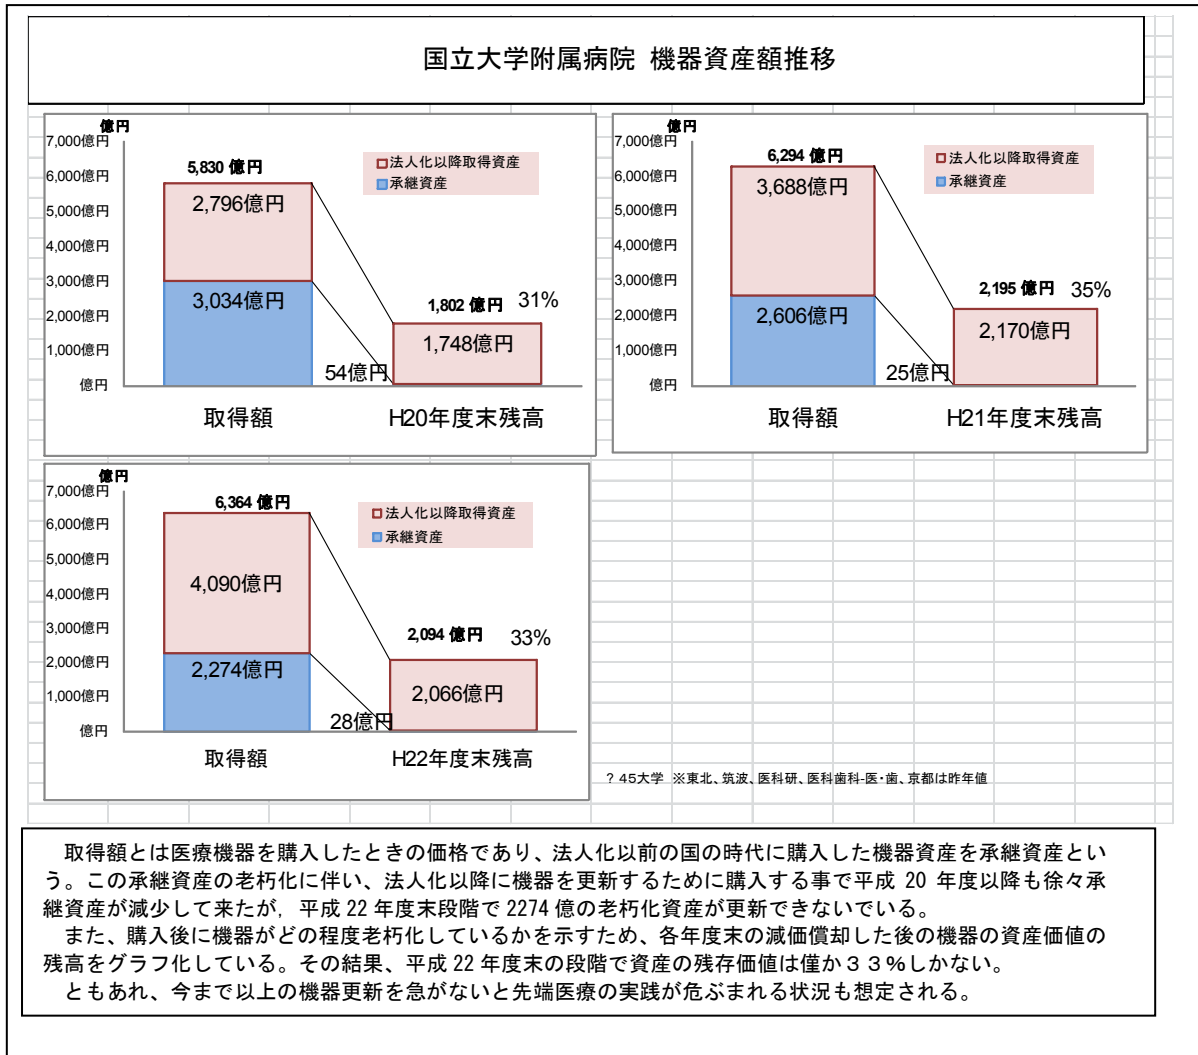 国立大学附属病院 機器資産額推移
億円
7,000億円
6,000億円
5,000億円
4,000億円
3,000億円
2,000億円
1,000億円
億円
5,830 億円
2,796億円
3,034億円
法人化以降取得資産
承継資産
1,802 億円 31%
1,748億円
54億円
取得額 H20年度末残高
億円
7,000億円
6,000億円
5,000億円
4,000億円
3,000億円
2,000億円
1,000億円
億円
6,294 億円
3,688億円
2,606億円
法人化以降取得資産
承継資産
2,195 億円 35%
2,170億円
25億円
取得額 H21年度末残高
億円
7,000億円
6,000億円
5,000億円
4,000億円
3,000億円
2,000億円
1,000億円
億円
6,364 億円
4,090億円
2,274億円
法人化以降取得資産
承継資産
2,094 億円 33%
2,066億円
28億円
取得額 H22年度末残高
? 45大学 ※東北、筑波、医科研、医科歯科-医・歯、京都は昨年値
取得額とは医療機器を購入したときの価格であり、法人化以前の国の時代に購入した機器資産を承継資産とい
う。この承継資産の老朽化に伴い、法人化以降に機器を更新するために購入する事で平成 20 年度以降も徐々承
継資産が減少して来たが, 平成 22 年度末段階で 2274 億の老朽化資産が更新できないでいる。
また、購入後に機器がどの程度老朽化しているかを示すため、各年度末の減価償却した後の機器の資産価値の
残高をグラフ化している。その結果、平成 22 年度末の段階で資産の残存価値は僅か33%しかない。
ともあれ、今まで以上の機器更新を急がないと先端医療の実践が危ぶまれる状況も想定される。